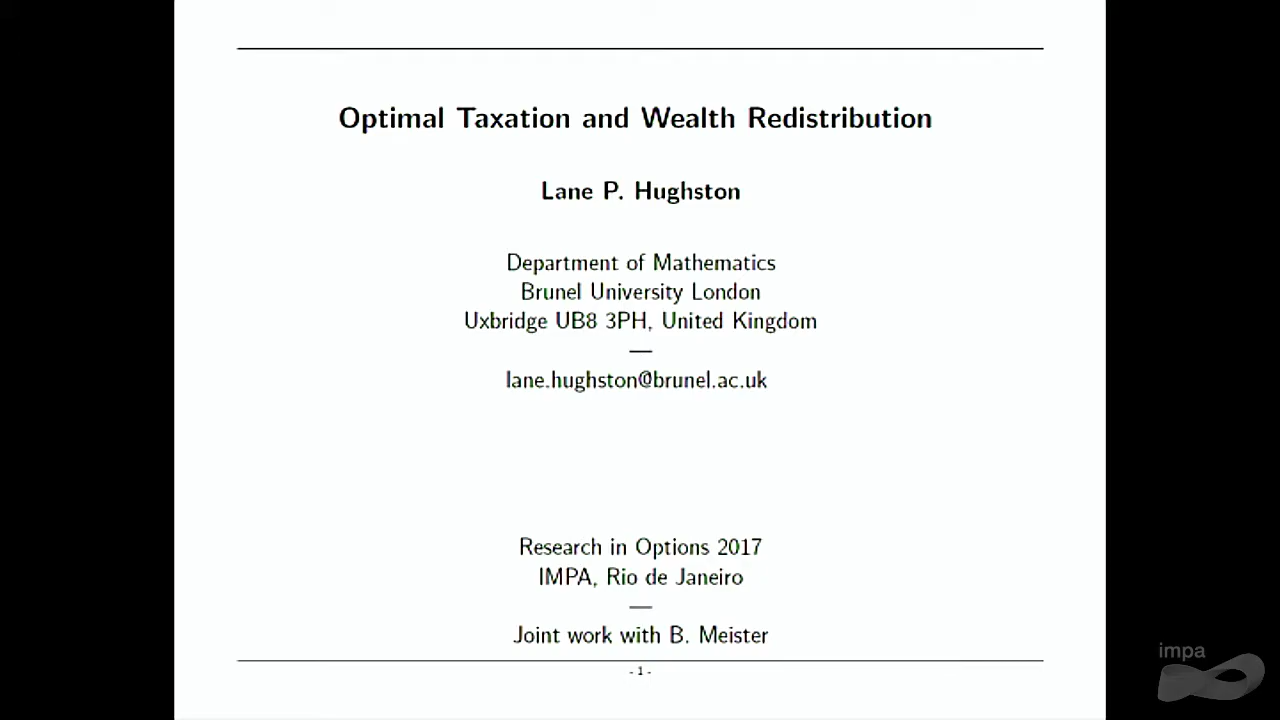 Optimal Taxation and Wealth Redistribution
Lane P. Hughston
Department of Mathematics
Brunel University London
Uxbridge UB8 3PH, United Kingdom
—
lane.hughston@brunel.ac.uk
Research in Options 2017
IMPA, Rio de Janeiro
—
Joint work with B. Meister
- 1 -
impa